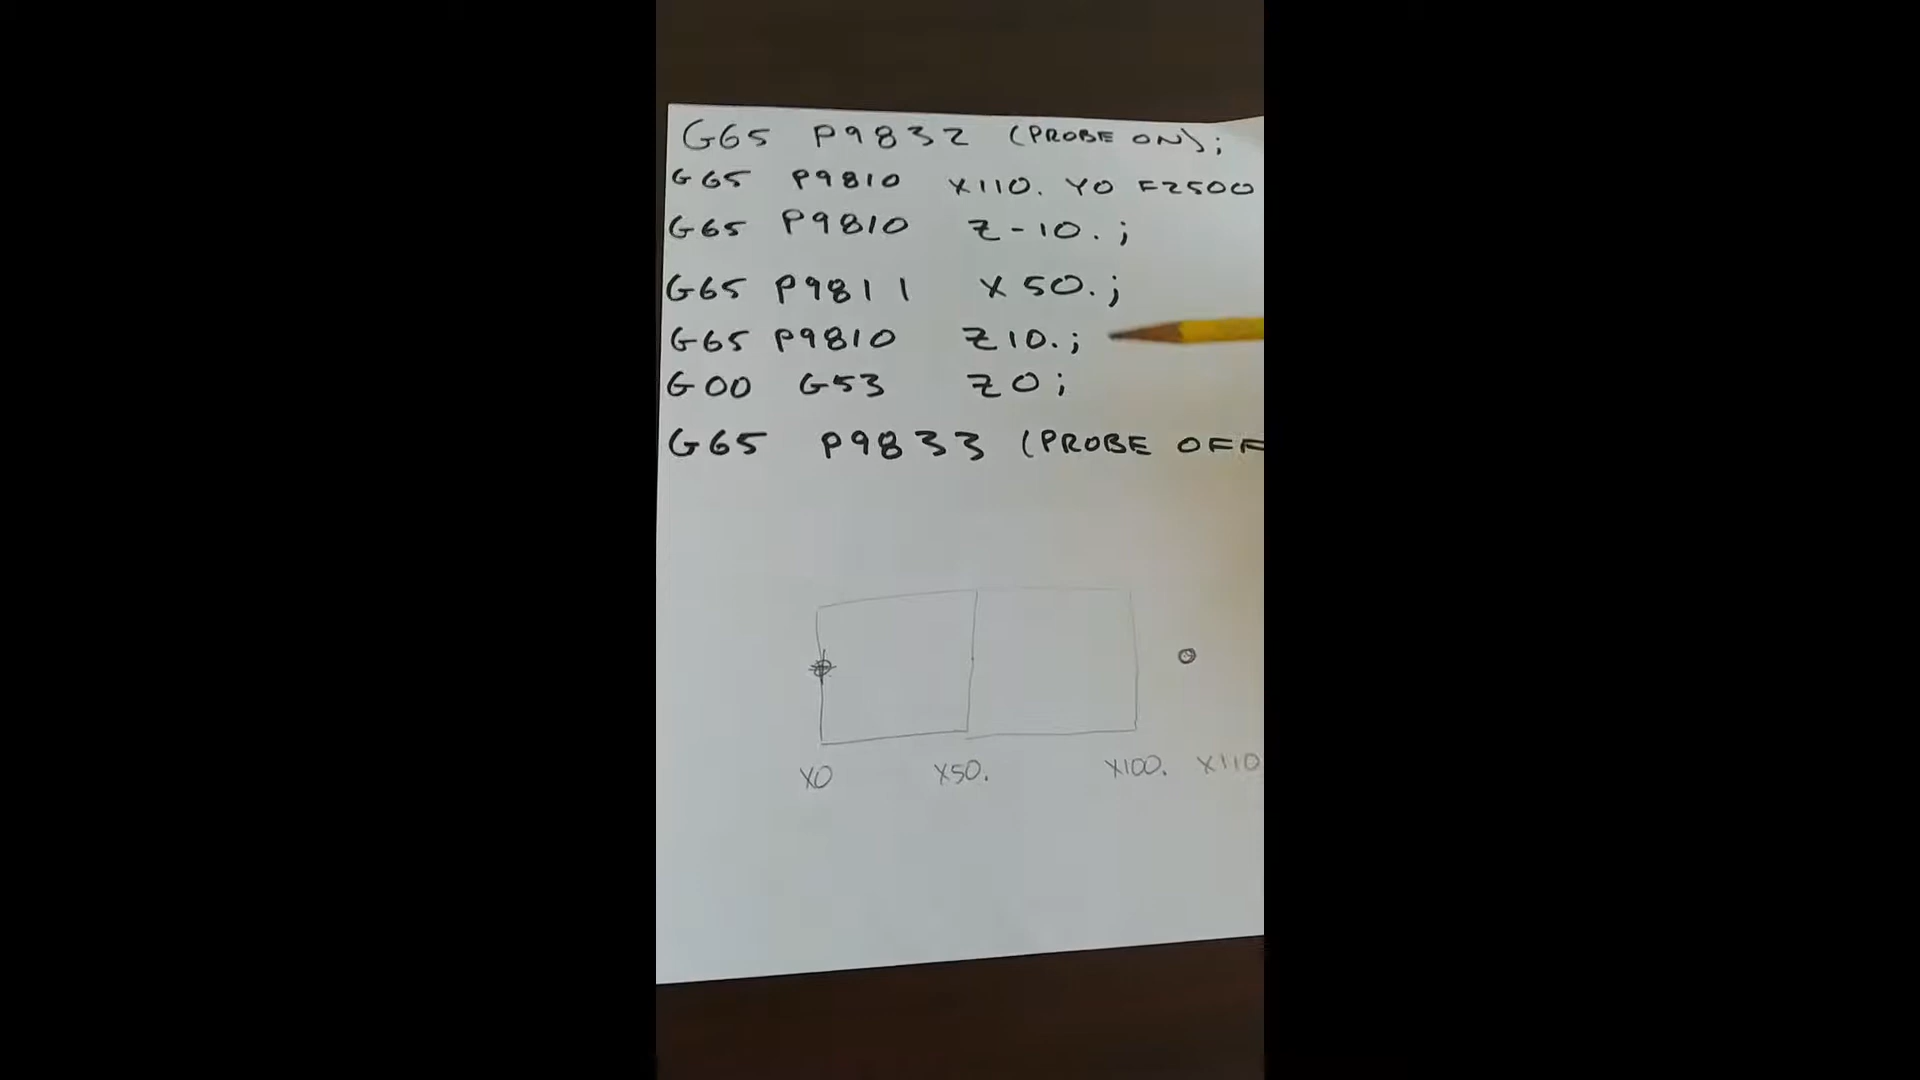 G65 P9832 (PROBE ON);
G65 P9810 X110. Y0 F2500
G65 P9810 Z-10.;
G65 P9811 X50.;
G65 P9810 Z10.;
G00 G53 Z0;
G65 P9833 (PROBE OFF
X0 X50. X100. X110